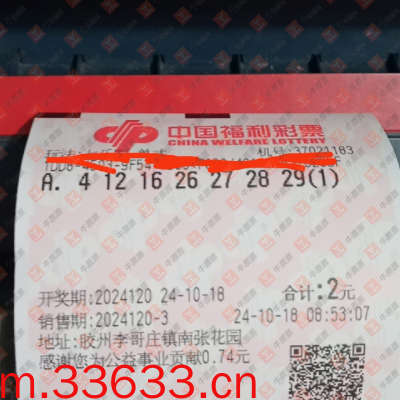 中国福利彩票
CHINA WELFARE LOTTERY
机号:37021183
A. 4 12 16 26 27 28 29(1)
开奖期:2024120 24-10-18 合计:2元
销售期:2024120-3 24-10-18 08:53:07
地址:胶州李哥庄镇南张花园
感谢您为公益事业贡献0.74元
m.33633.cn